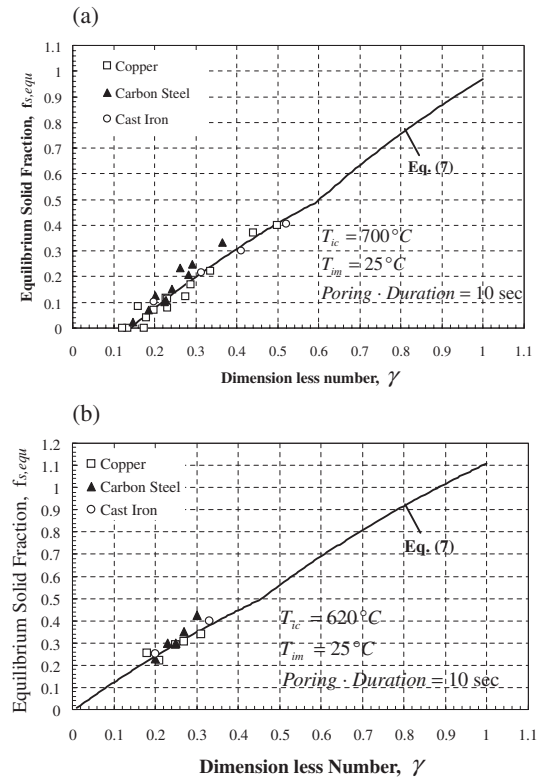 (a)
Equilibrium Solid Fraction, fs,equ
1.1
1
0.9
0.8
0.7
0.6
0.5
0.4
0.3
0.2
0.1
0
Copper
Carbon Steel
Cast Iron
Eq. (7)
Tic = 700°C
Tim = 25°C
Poring · Duration = 10 sec
0 0.1 0.2 0.3 0.4 0.5 0.6 0.7 0.8 0.9 1 1.1
Dimension less number, γ
(b)
Equilibrium Solid Fraction, fs,equ
1.2
1.1
1
0.9
0.8
0.7
0.6
0.5
0.4
0.3
0.2
0.1
0
Copper
Carbon Steel
Cast Iron
Eq. (7)
Tic = 620°C
Tim = 25°C
Poring · Duration = 10 sec
0 0.1 0.2 0.3 0.4 0.5 0.6 0.7 0.8 0.9 1 1.1
Dimension less Number, γ